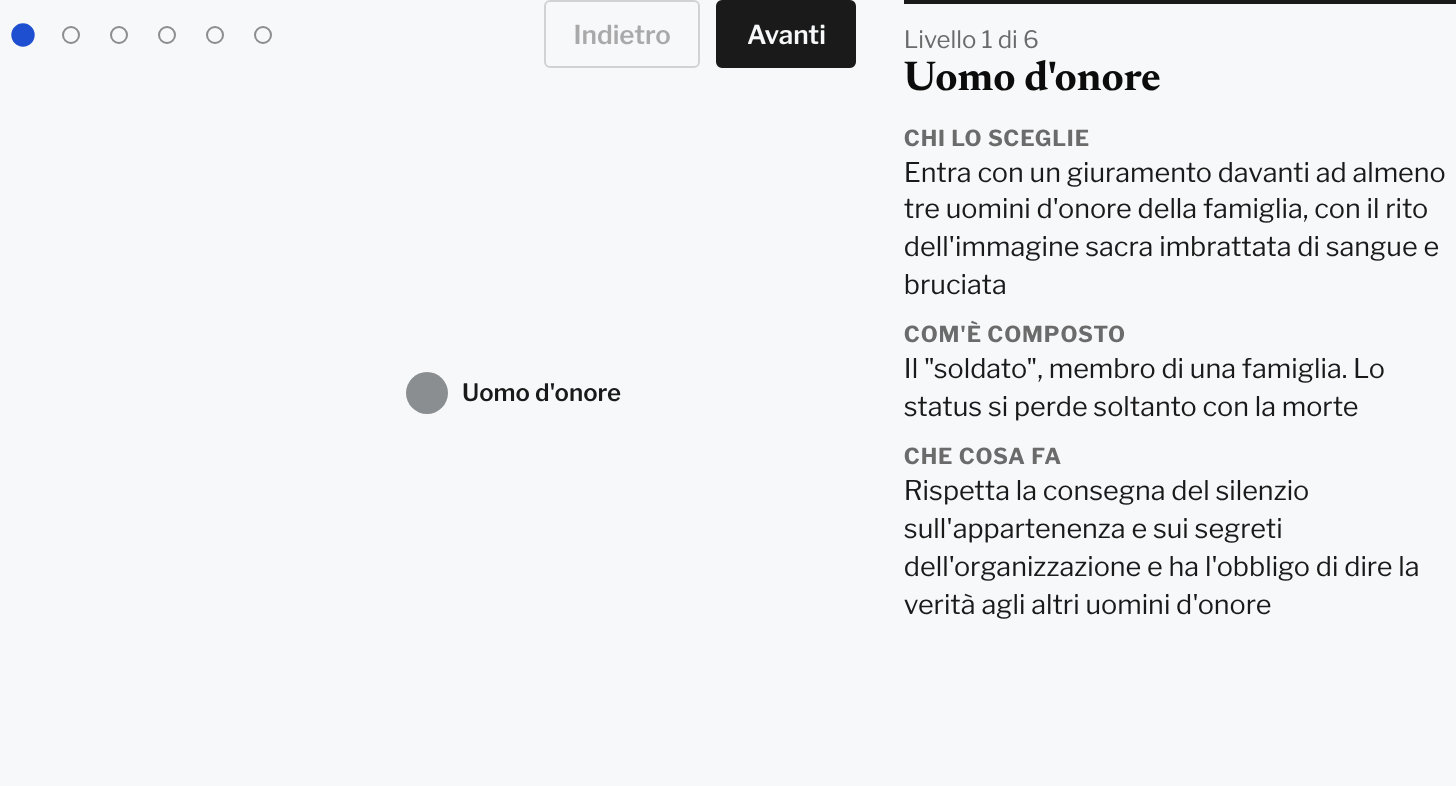 Indietro
Avanti
Livello 1 di 6
Uomo d'onore
CHI LO SCEGLIE
Entra con un giuramento davanti ad almeno
tre uomini d'onore della famiglia, con il rito
dell'immagine sacra imbrattata di sangue e
bruciata
COM'È COMPOSTO
Il "soldato", membro di una famiglia. Lo
status si perde soltanto con la morte
Uomo d'onore
CHE COSA FA
Rispetta la consegna del silenzio
sull'appartenenza e sui segreti
dell'organizzazione e ha l'obbligo di dire la
verità agli altri uomini d'onore